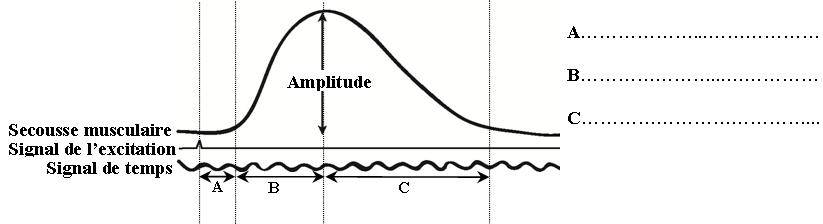 A……………………..…………………
B……………………..………………
C……………………………………...
Amplitude
Secousse musculaire
Signal de l’excitation
Signal de temps
A
B
C